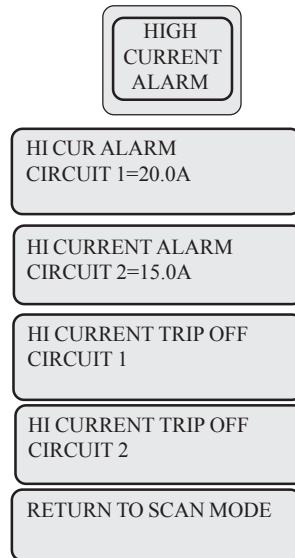 HIGH
CURRENT
ALARM
HI CUR ALARM
CIRCUIT 1=20.0A
HI CURRENT ALARM
CIRCUIT 2=15.0A
HI CURRENT TRIP OFF
CIRCUIT 1
HI CURRENT TRIP OFF
CIRCUIT 2
RETURN TO SCAN MODE